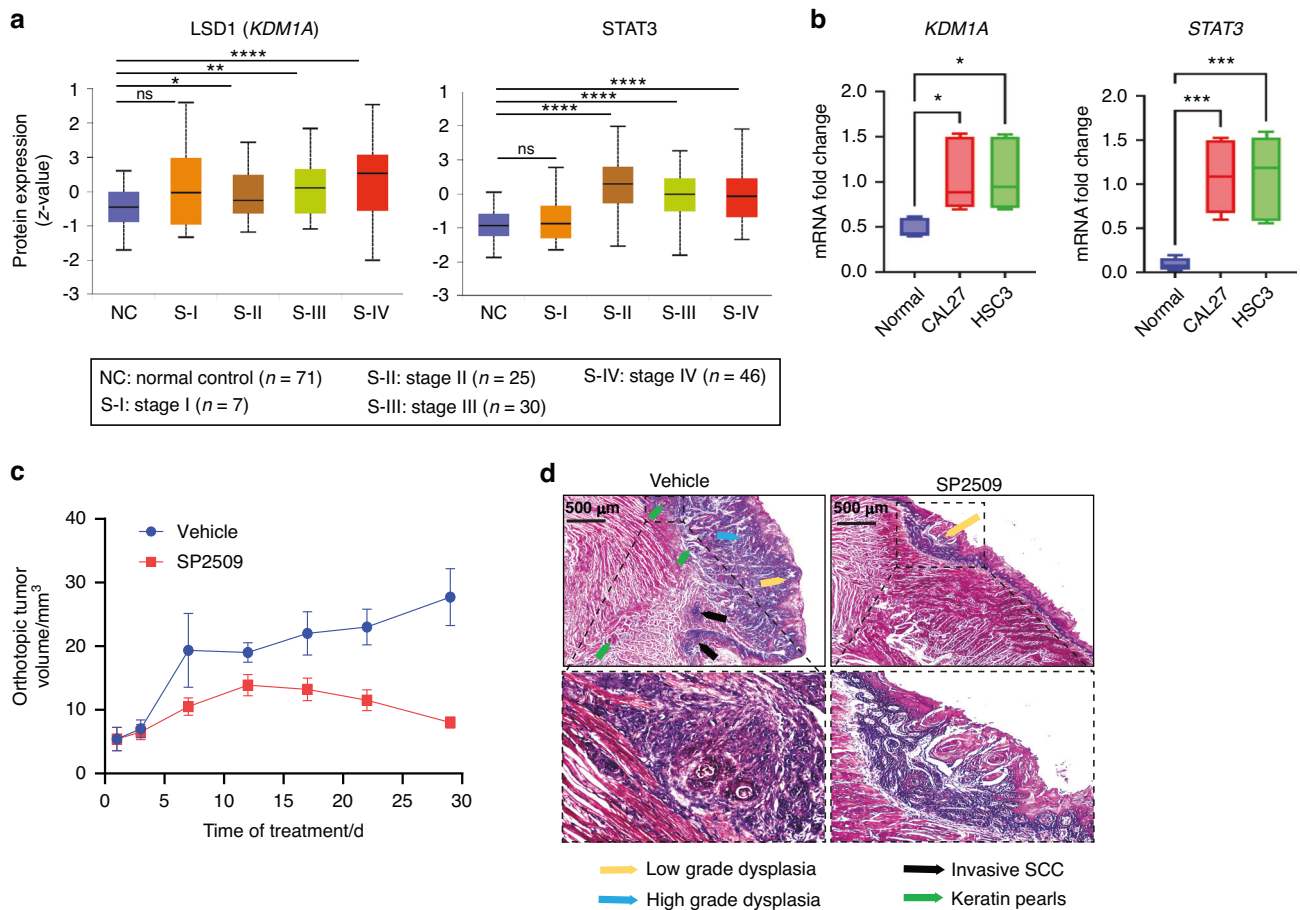 a
LSD1 (KDM1A)
STAT3
Protein expression
(z-value)
1
2
3
0
-1
-2
-3
ns
*
**
****
NC
S-I
S-II
S-III
S-IV
1
2
3
0
-1
-2
-3
ns
****
****
****
NC
S-I
S-II
S-III
S-IV
NC: normal control (n = 71)
S-II: stage II (n = 25)
S-IV: stage IV (n = 46)
S-I: stage I (n = 7)
S-III: stage III (n = 30)
b
KDM1A
mRNA fold change
2.0
1.5
1.0
0.5
0.0
*
*
Normal
CAL27
HSC3
STAT3
mRNA fold change
2.0
1.5
1.0
0.5
0.0
***
***
Normal
CAL27
HSC3
c
Orthotopic tumor
volume/mm³
40
30
20
10
0
Vehicle
SP2509
0 5 10 15 20 25 30
Time of treatment/d
d
Vehicle
SP2509
500 μm
500 μm
Low grade dysplasia
Invasive SCC
High grade dysplasia
Keratin pearls